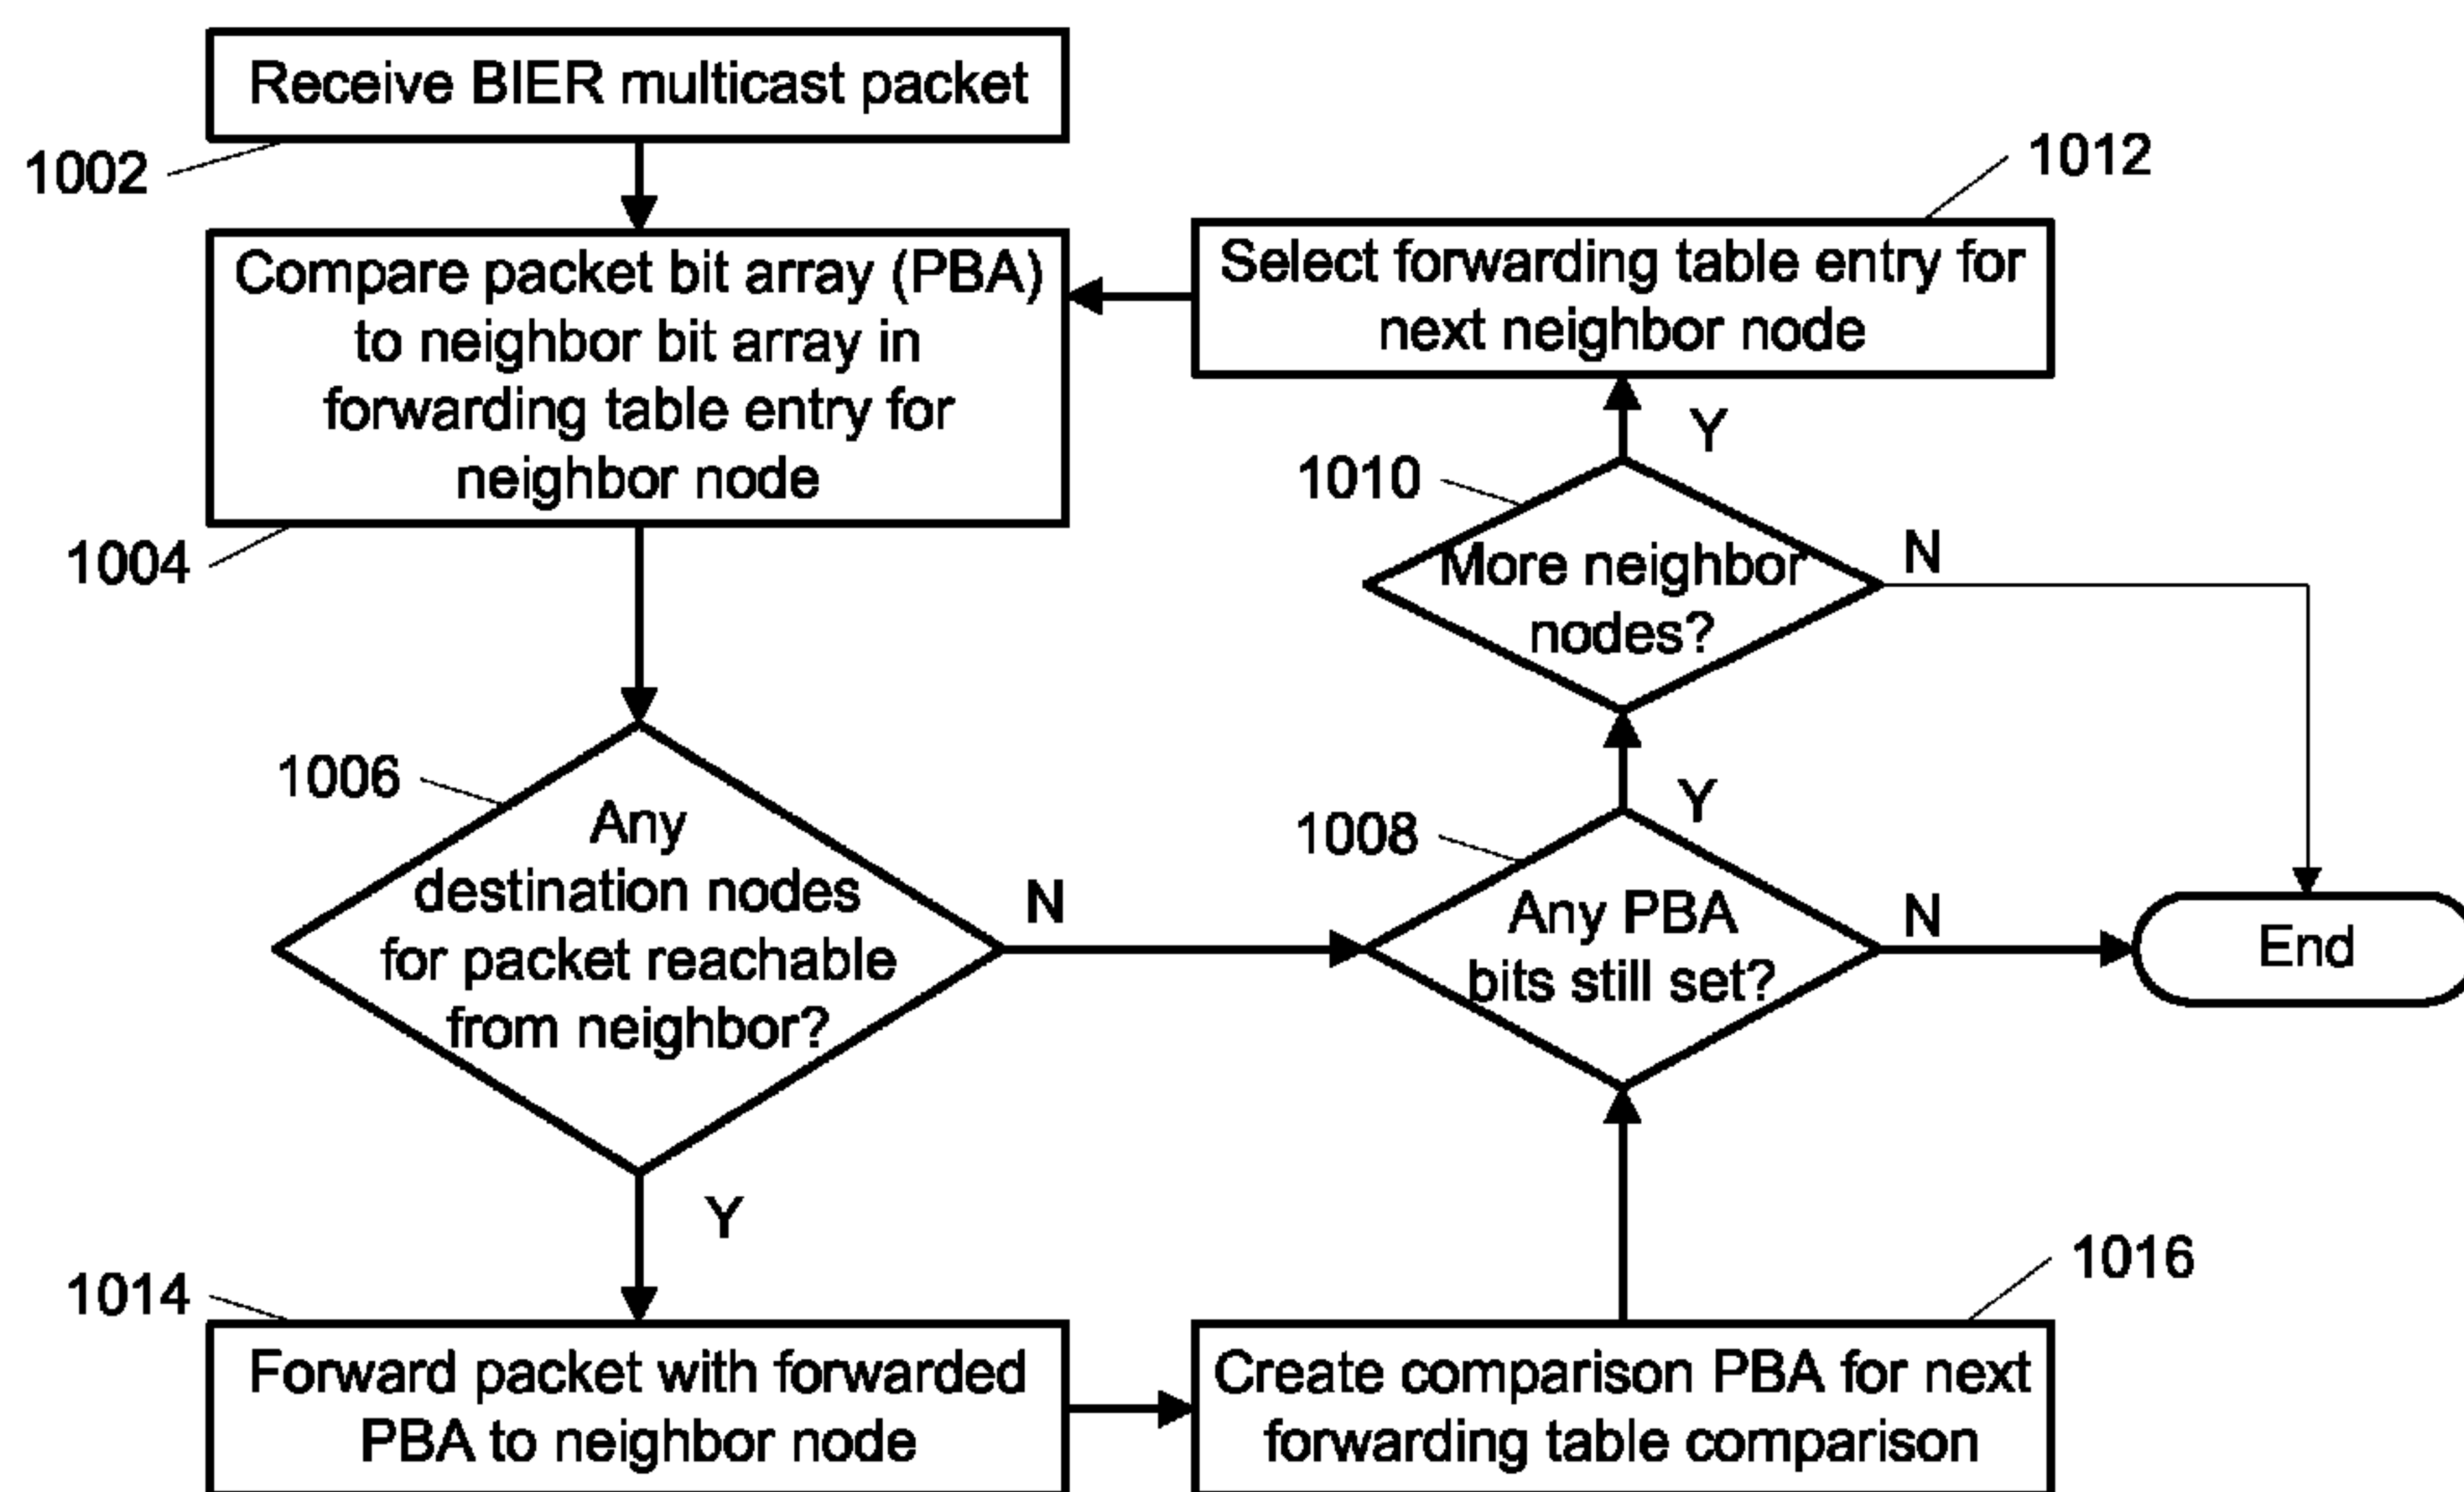 Receive BIER multicast packet
1002
1012
Compare packet bit array (PBA)
to neighbor bit array in
forwarding table entry for
neighbor node
1004
Select forwarding table entry for
next neighbor node
Y
1010
More neighbor
nodes?
N
1006
Any
destination nodes
for packet reachable
from neighbor?
N
Y
1008
Any PBA
bits still set?
Y
N
End
1014
Forward packet with forwarded
PBA to neighbor node
1016
Create comparison PBA for next
forwarding table comparison